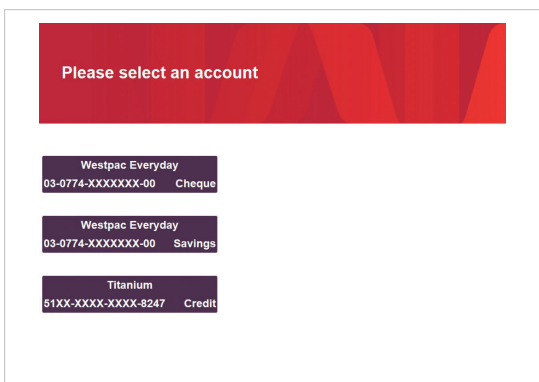 Please select an account
Westpac Everyday
03-0774-XXXXXXX-00 Cheque
Westpac Everyday
03-0774-XXXXXXX-00 Savings
Titanium
51XX-XXXX-XXXX-8247 Credit